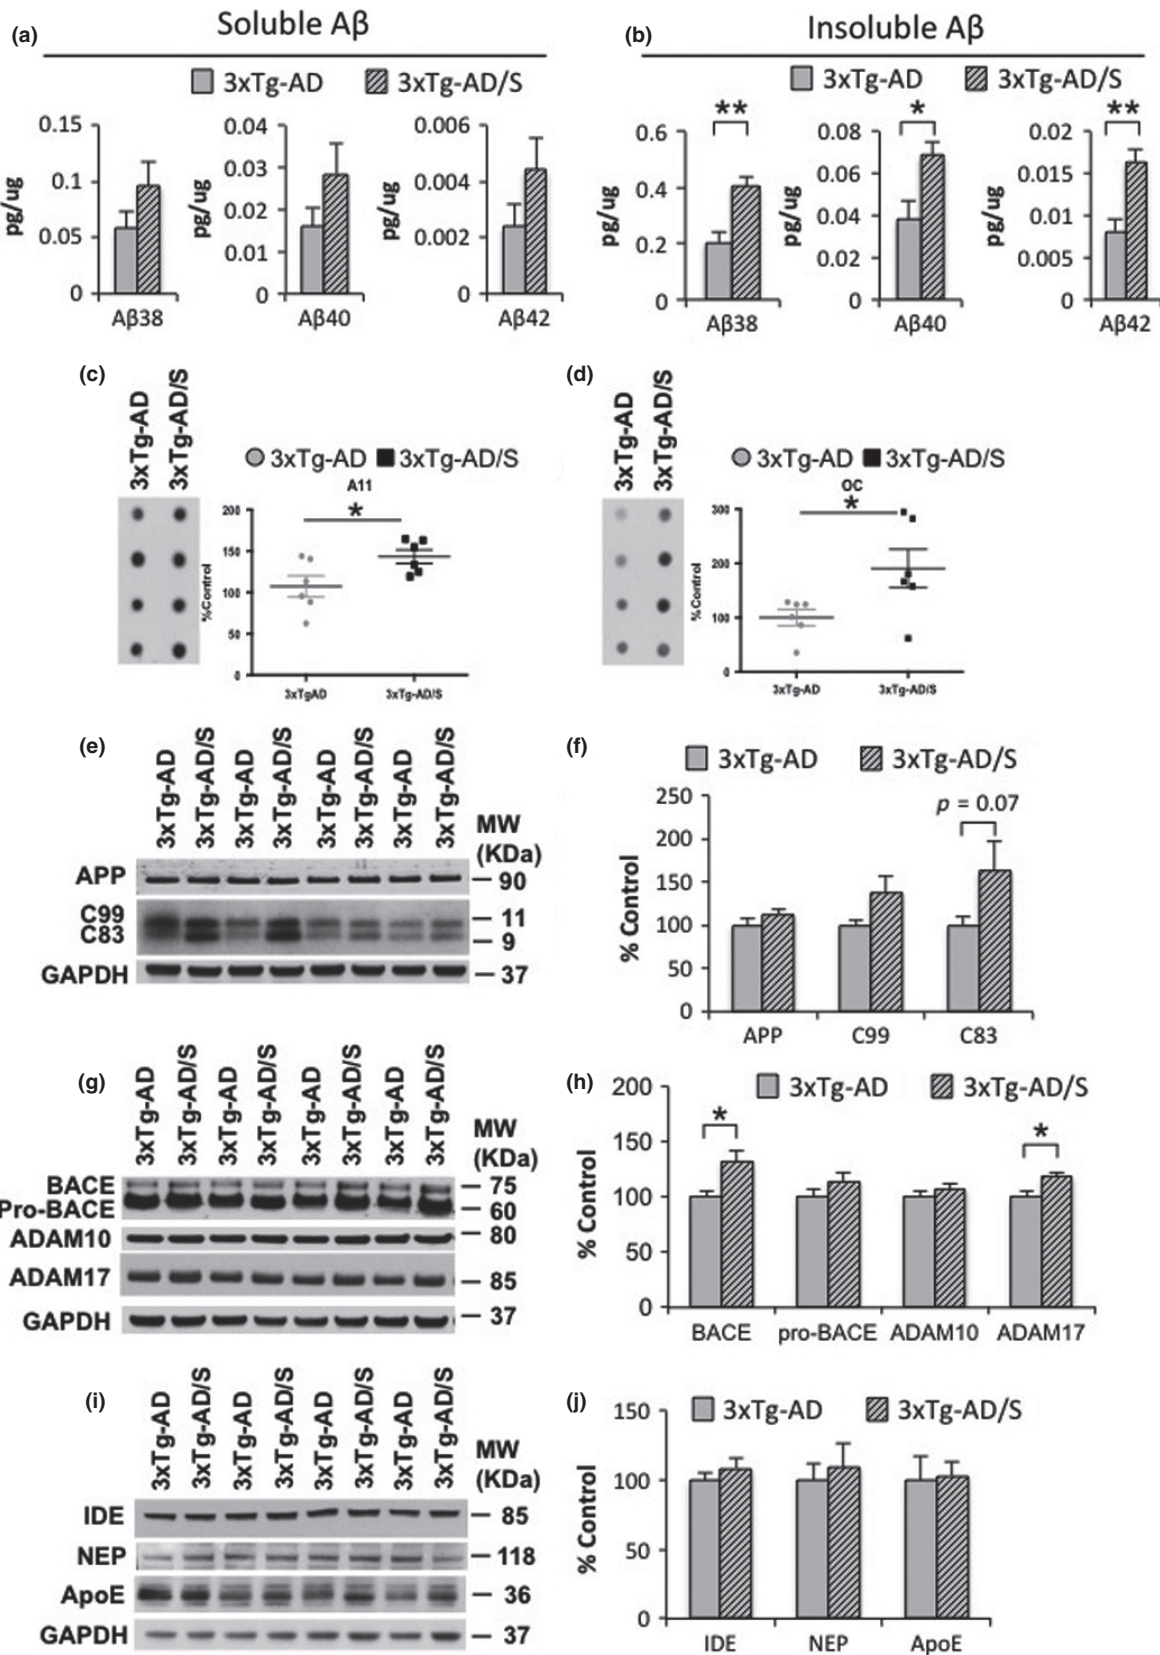 (a)
Soluble Aβ
3xTg-AD 3xTg-AD/S
pg/ug
0.15
0.1
0.05
0
Aβ38
pg/ug
0.04
0.03
0.02
0.01
0
Aβ40
pg/ug
0.006
0.004
0.002
0
Aβ42
(b)
Insoluble Aβ
3xTg-AD 3xTg-AD/S
pg/ug
0.6
0.4
0.2
0
**
Aβ38
pg/ug
0.08
0.06
0.04
0.02
0
*
Aβ40
pg/ug
0.02
0.015
0.01
0.005
0
**
Aβ42
(c)
3xTg-AD
3xTg-AD/S
3xTg-AD 3xTg-AD/S
A11
*
%Control
200
150
100
50
0
3xTgAD 3xTg-AD/S
(d)
3xTg-AD
3xTg-AD/S
3xTg-AD 3xTg-AD/S
OC
*
%Control
300
200
100
0
3xTg-AD 3xTg-AD/S
(e)
3xTg-AD
3xTg-AD/S
3xTg-AD
3xTg-AD/S
3xTg-AD
3xTg-AD/S
3xTg-AD
3xTg-AD/S
MW
(KDa)
APP 90
C99 11
C83 9
GAPDH 37
(f)
3xTg-AD 3xTg-AD/S
% Control
250
200
150
100
50
0
p = 0.07
APP C99 C83
(g)
3xTg-AD
3xTg-AD/S
3xTg-AD
3xTg-AD/S
3xTg-AD
3xTg-AD/S
3xTg-AD
3xTg-AD/S
MW
(KDa)
BACE 75
Pro-BACE 60
ADAM10 80
ADAM17 85
GAPDH 37
(h)
3xTg-AD 3xTg-AD/S
% Control
200
150
100
50
0
*
*
BACE pro-BACE ADAM10 ADAM17
(i)
3xTg-AD
3xTg-AD/S
3xTg-AD
3xTg-AD/S
3xTg-AD
3xTg-AD/S
3xTg-AD
3xTg-AD/S
MW
(KDa)
IDE 85
NEP 118
ApoE 36
GAPDH 37
(j)
3xTg-AD 3xTg-AD/S
% Control
150
100
50
0
IDE NEP ApoE